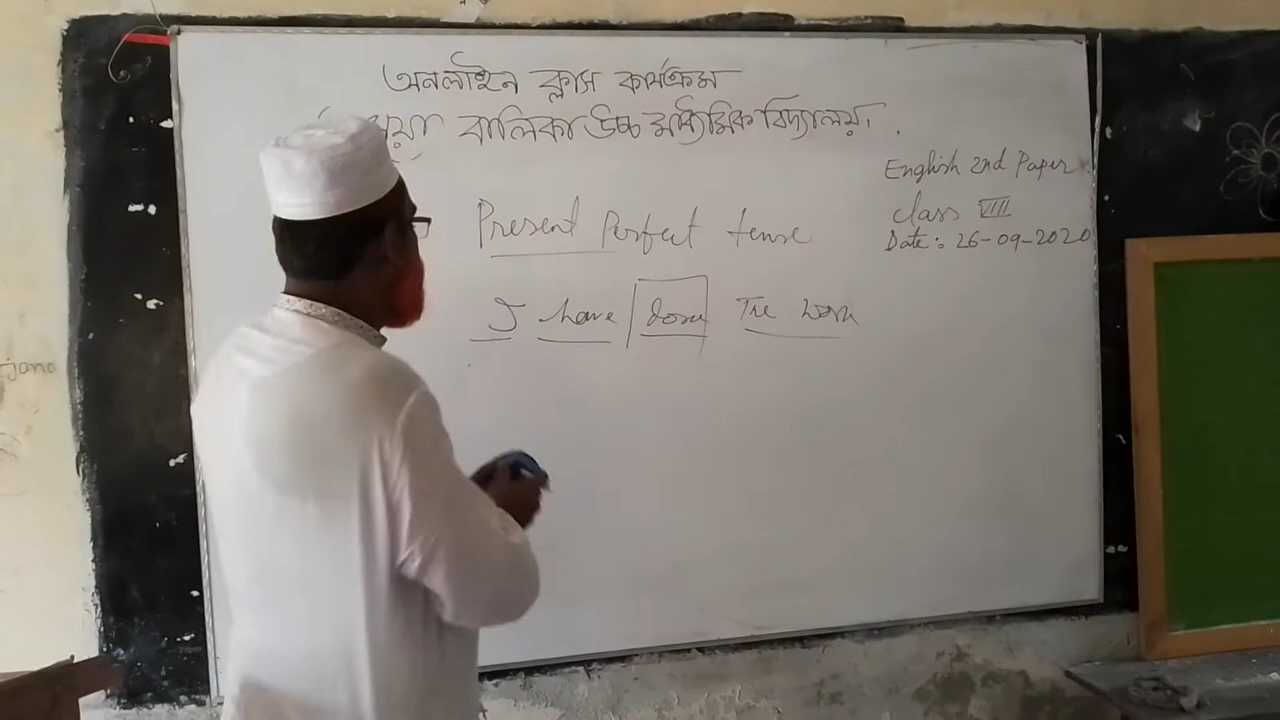 অনলাইন ক্লাস কার্যক্রম
বালিকা উচ্চ মাধ্যমিক বিদ্যালয়।
English 2nd Paper
class VIII
Date: 26-09-2020
Present Perfect tense
I have done The work
jana